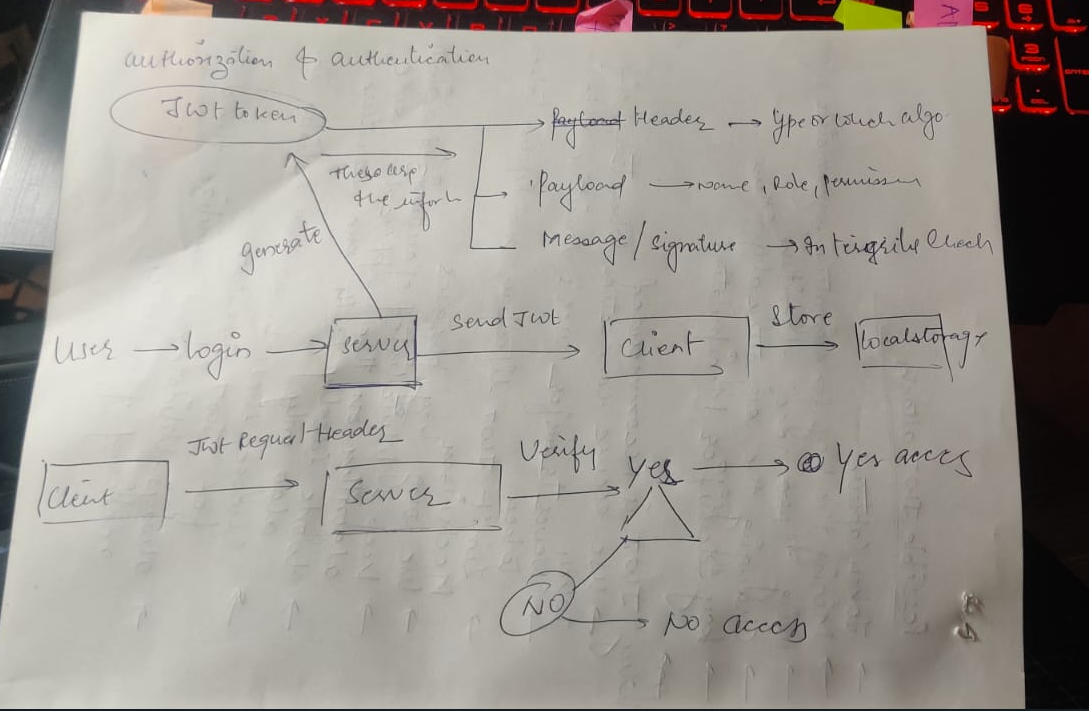 authorization & authentication
JWT token
Payload Header → type or which algo
These resp
the inform
Payload → Name, Role, Permission
Message/signature → Integrity Check
generate
User → login → server
Send JWT
Client
Store
localstorage
JWT Request Header
Client
Server
Verify
Yes → Yes acces
NO → No acces